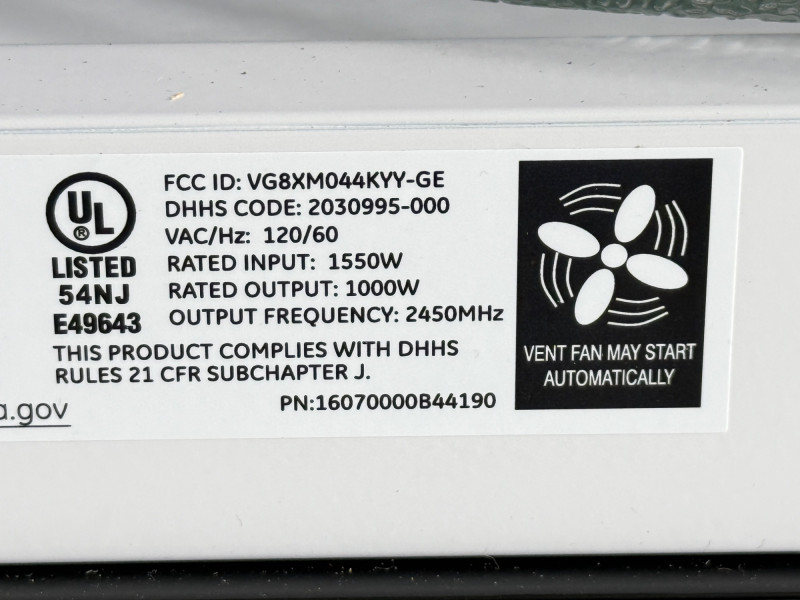 FCC ID: VG8XM044KYY-GE
DHHS CODE: 2030995-000
VAC/Hz: 120/60
RATED INPUT: 1550W
RATED OUTPUT: 1000W
OUTPUT FREQUENCY: 2450MHz
UL
®
LISTED
54NJ
E49643
THIS PRODUCT COMPLIES WITH DHHS
RULES 21 CFR SUBCHAPTER J.
a.gov
PN:16070000B44190
VENT FAN MAY START
AUTOMATICALLY